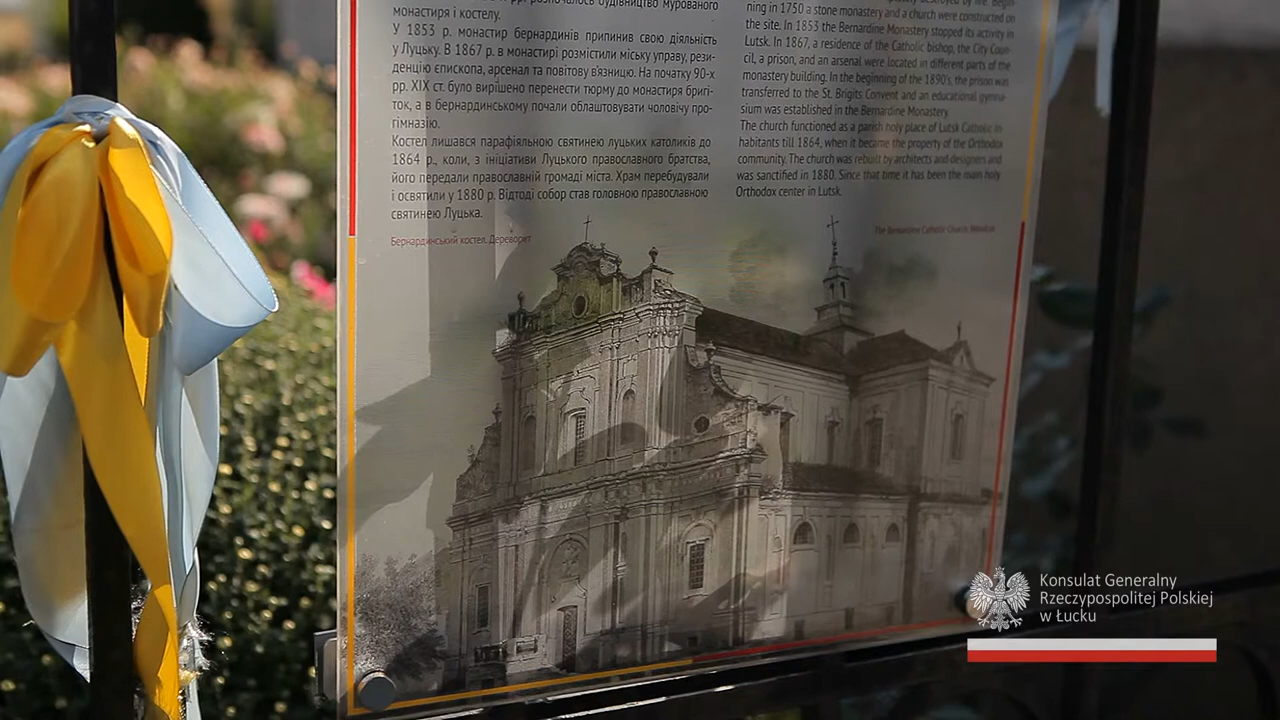 розпочалось будівництво мурованого
монастиря і костелу.
У 1853 р. монастир бернардинів припинив свою діяльність
у Луцьку. В 1867 р. в монастирі розмістили міську управу, рези-
денцію єпископа, арсенал та повітову в'язницю. На початку 90-х
рр. XIX ст. було вирішено перенести тюрму до монастиря бригі-
ток, а в бернардинському почали облаштовувати чоловічу про-
гімназію.
Костел лишався парафіяльною святинею луцьких католиків до
1864 р., коли, з ініціативи Луцького православного братства,
його передали православній громаді міста. Храм перебудували
і освятили у 1880 р. Відтоді собор став головною православною
святинею Луцька.
Бернардинський костел. Дереворит
destroyed by fire. Begin-
ning in 1750 a stone monastery and a church were constructed on
the site. In 1853 the Bernardine Monastery stopped its activity in
Lutsk. In 1867, a residence of the Catholic bishop, the City Coun-
cil, a prison, and an arsenal were located in different parts of the
monastery building. In the beginning of the 1890's, the prison was
transferred to the St. Brigits Convent and an educational gymna-
sium was established in the Bernardine Monastery.
The church functioned as a parish holy place of Lutsk Catholic in-
habitants till 1864, when it became the property of the Orthodox
community. The church was rebuilt by architects and designers and
was sanctified in 1880. Since that time it has been the main holy
Orthodox center in Lutsk.
The Bernardine Catholic Church.
Konsulat Generalny
Rzeczypospolitej Polskiej
w Łucku